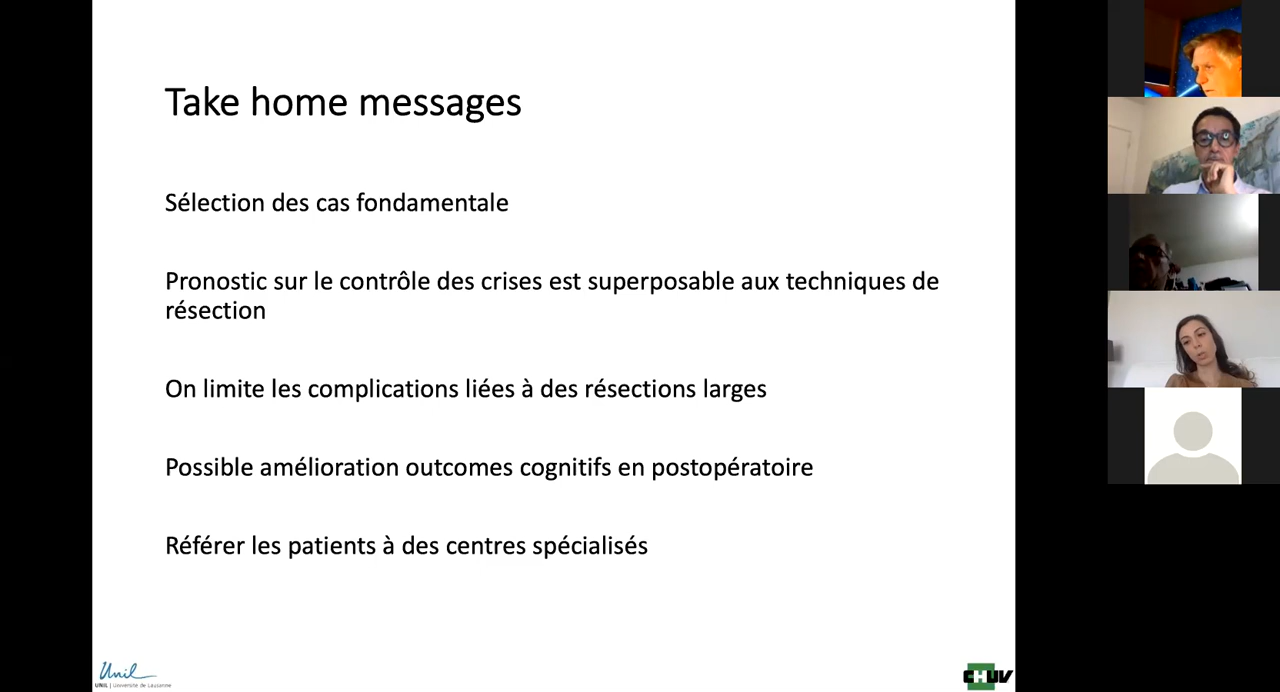 Take home messages
Sélection des cas fondamentale
Pronostic sur le contrôle des crises est superposable aux techniques de
résection
On limite les complications liées à des résections larges
Possible amélioration outcomes cognitifs en postopératoire
Référer les patients à des centres spécialisés
Unil
UNIL | Université de Lausanne
CHUV